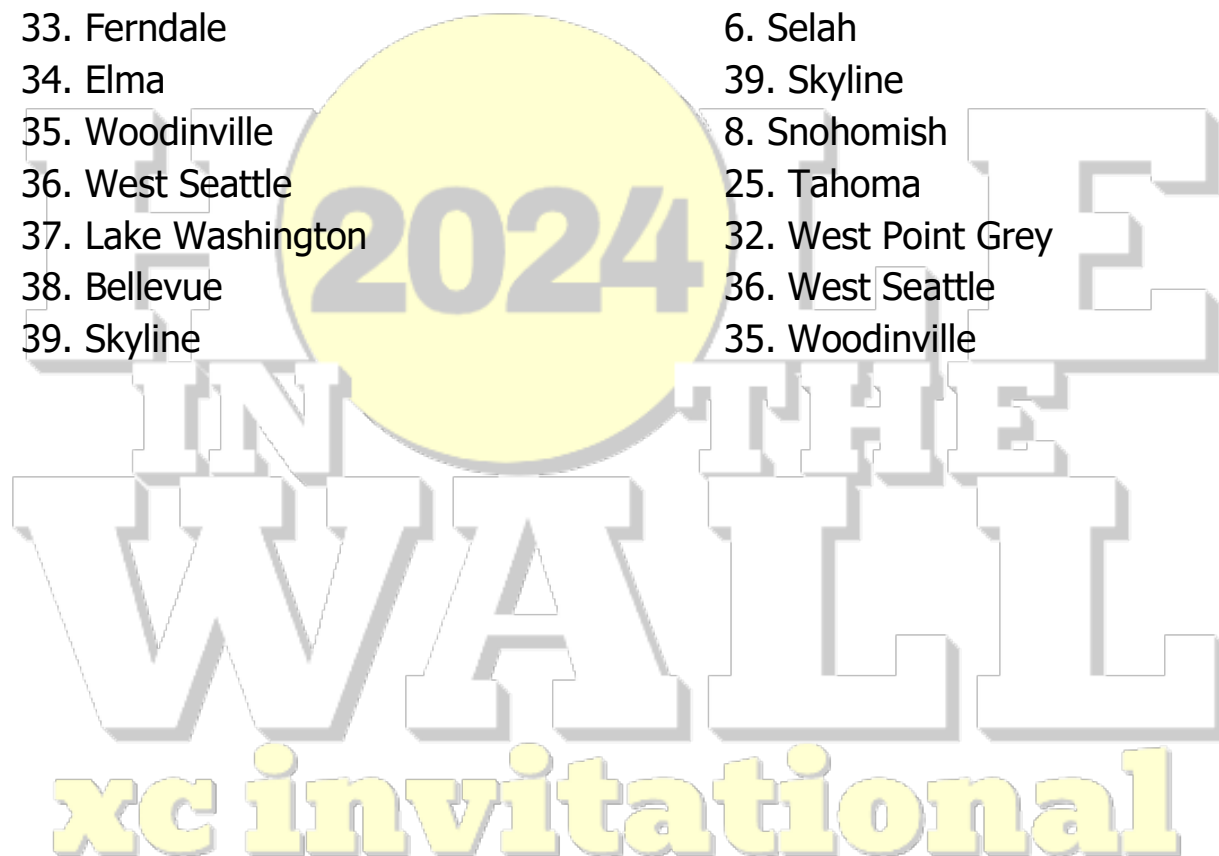 33. Ferndale
34. Elma
35. Woodinville
36. West Seattle
37. Lake Washington
38. Bellevue
39. Skyline
6. Selah
39. Skyline
8. Snohomish
25. Tahoma
32. West Point Grey
36. West Seattle
35. Woodinville
HOLE
2024
IN THE
WALL
xc invitational